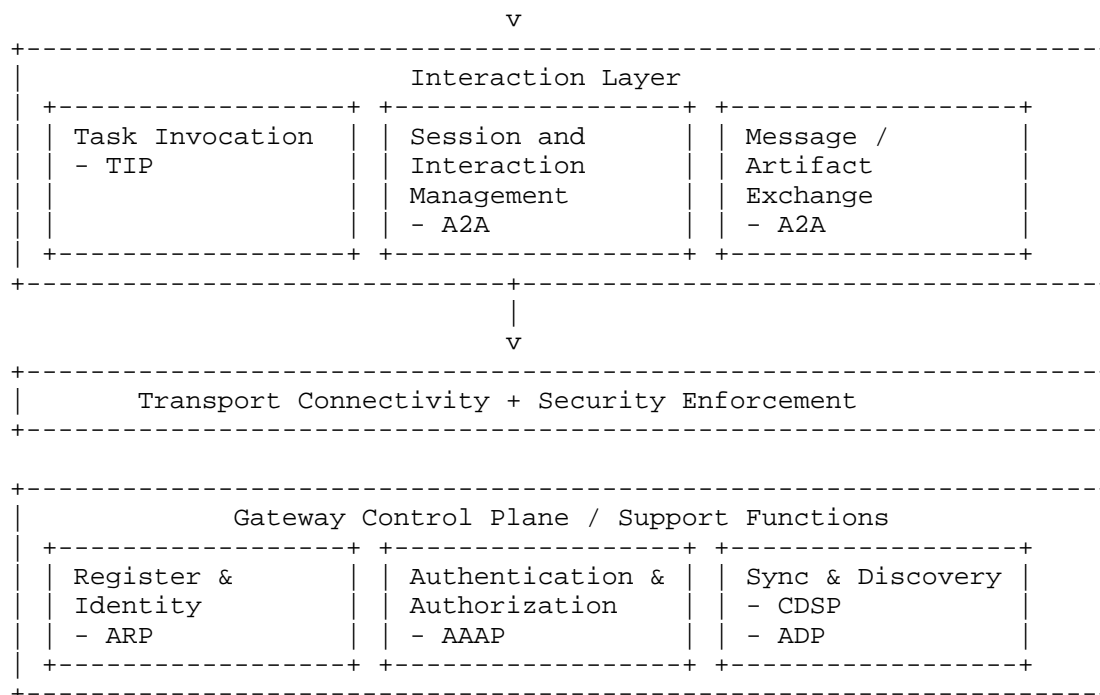 v
Interaction Layer
Task Invocation Session and Message /
- TIP Interaction Artifact
Management Exchange
- A2A - A2A
v
Transport Connectivity + Security Enforcement
Gateway Control Plane / Support Functions
Register & Authentication & Sync & Discovery
Identity Authorization - CDSP
- ARP - AAAP - ADP